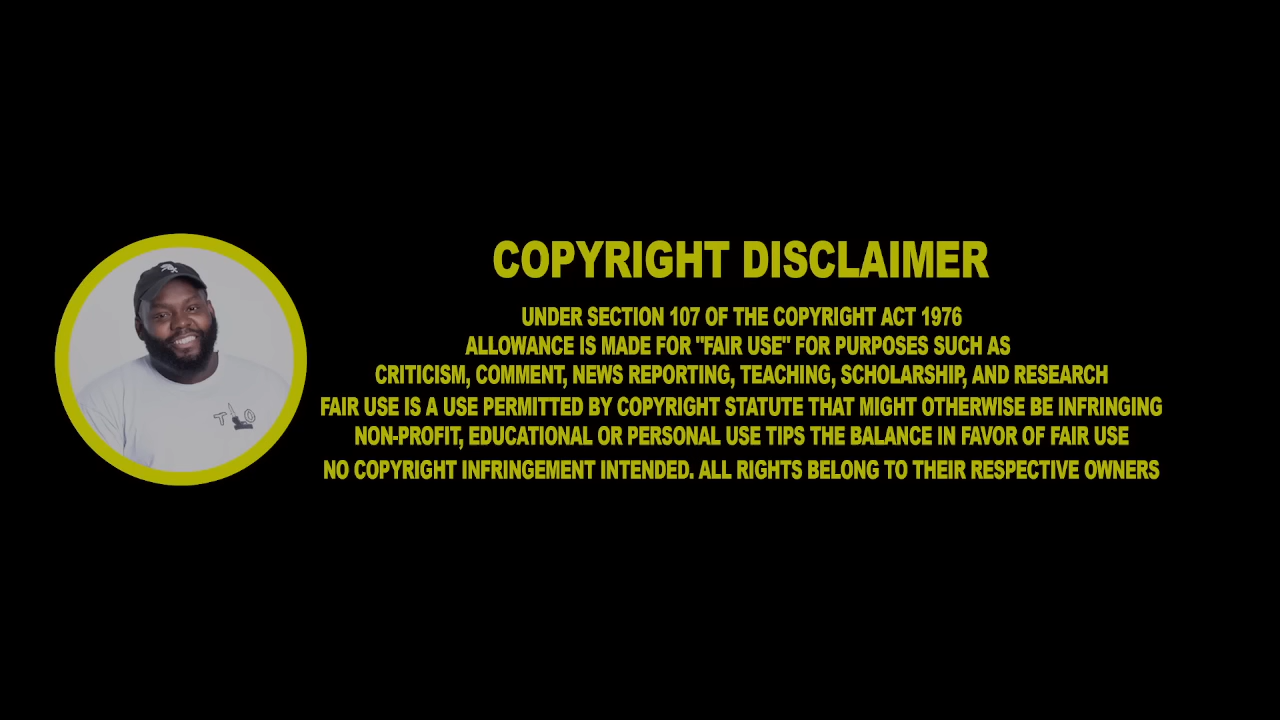 COPYRIGHT DISCLAIMER
UNDER SECTION 107 OF THE COPYRIGHT ACT 1976
ALLOWANCE IS MADE FOR "FAIR USE" FOR PURPOSES SUCH AS
CRITICISM, COMMENT, NEWS REPORTING, TEACHING, SCHOLARSHIP, AND RESEARCH
FAIR USE IS A USE PERMITTED BY COPYRIGHT STATUTE THAT MIGHT OTHERWISE BE INFRINGING
NON-PROFIT, EDUCATIONAL OR PERSONAL USE TIPS THE BALANCE IN FAVOR OF FAIR USE
NO COPYRIGHT INFRINGEMENT INTENDED. ALL RIGHTS BELONG TO THEIR RESPECTIVE OWNERS